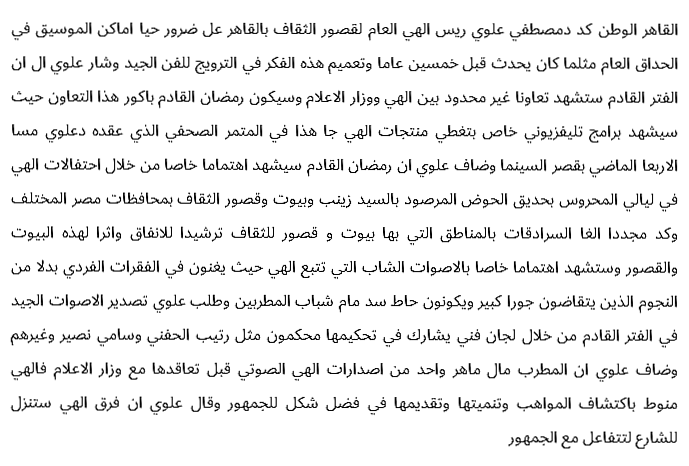 القاهر الوطن كد دمصطفي علوي ريس الهي العام لقصور الثقاف بالقاهر عل ضرور حيا اماكن الموسيق في
الحداق العام مثلما كان يحدث قبل خمسين عاما وتعميم هذه الفكر في الترويج للفن الجيد وشار علوي ال ان
الفتر القادم ستشهد تعاونا غير محدود بين الهي ووزار الاعلام وسيكون رمضان القادم باكور هذا التعاون حيث
سيشهد برامج تليفزيوني خاص بتغطي منتجات الهي جا هذا في المتمر الصحفي الذي عقده دعلوي مسا
الاربعا الماضي بقصر السينما وضاف علوي ان رمضان القادم سيشهد اهتماما خاصا من خلال احتفالات الهي
في ليالي المحروس بحديق الحوض المرصود بالسيد زينب وبيوت وقصور الثقاف بمحافظات مصر المختلف
وكد مجددا الغا السرادقات بالمناطق التي بها بيوت و قصور للثقاف ترشيدا للانفاق واثرا لهذه البيوت
والقصور وستشهد اهتماما خاصا بالاصوات الشاب التي تتبع الهي حيث يغنون في الفقرات الفردي بدلا من
النجوم الذين يتقاضون جورا كبير ويكونون حاط سد مام شباب المطربين وطلب علوي تصدير الاصوات الجيد
في الفتر القادم من خلال لجان فني يشارك في تحكيمها محكمون مثل رتيب الحفني وسامي نصير وغيرهم
وضاف علوي ان المطرب مال ماهر واحد من اصدارات الهي الصوتي قبل تعاقدها مع وزار الاعلام فالهي
منوط باكتشاف المواهب وتنميتها وتقديمها في فضل شكل للجمهور وقال علوي ان فرق الهي ستنزل
للشارع لتتفاعل مع الجمهور